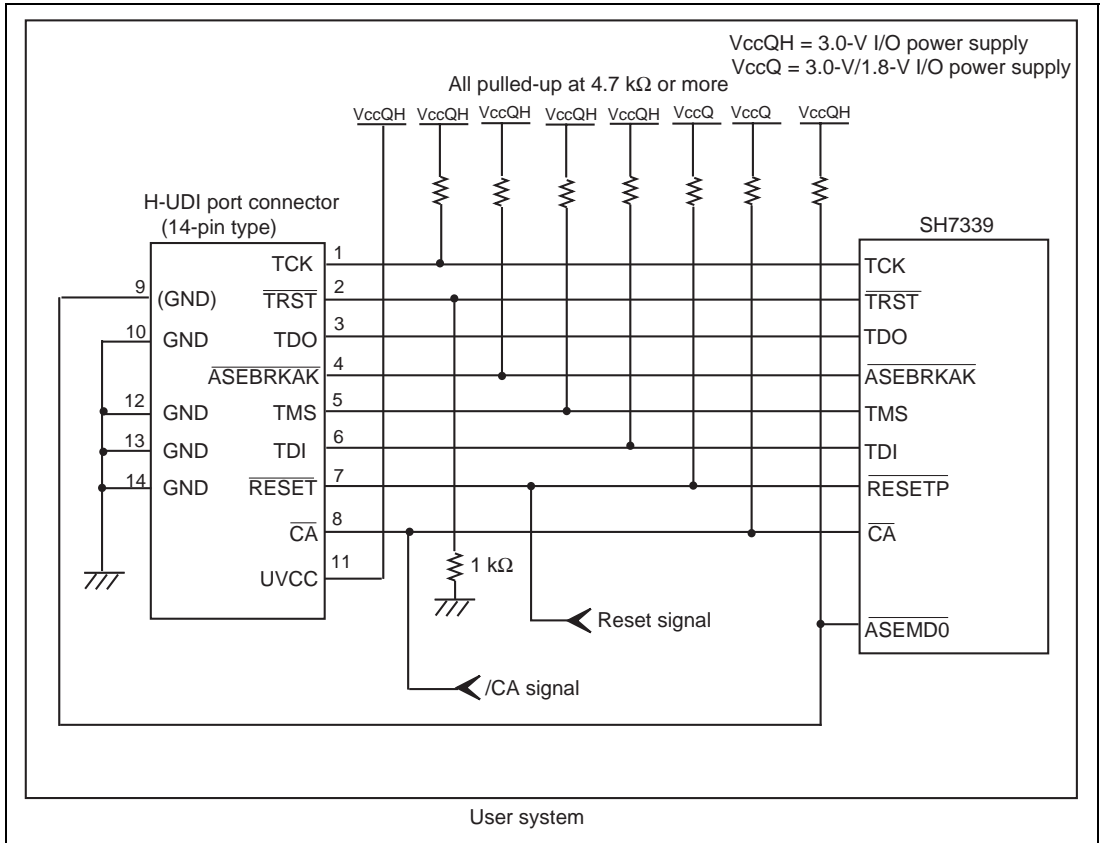 VccQH = 3.0-V I/O power supply
VccQ = 3.0-V/1.8-V I/O power supply
All pulled-up at 4.7 kΩ or more
VccQH VccQH VccQH VccQH VccQH VccQ VccQ VccQH
H-UDI port connector
(14-pin type)
SH7339
TCK 1 TCK
9 (GND) TRST 2 TRST
10 GND TDO 3 TDO
ASEBRKAK 4 ASEBRKAK
12 GND TMS 5 TMS
13 GND TDI 6 TDI
14 GND RESET 7 RESETP
CA 8 CA
UVCC 11
1 kΩ
Reset signal
ASEMD0
/CA signal
User system